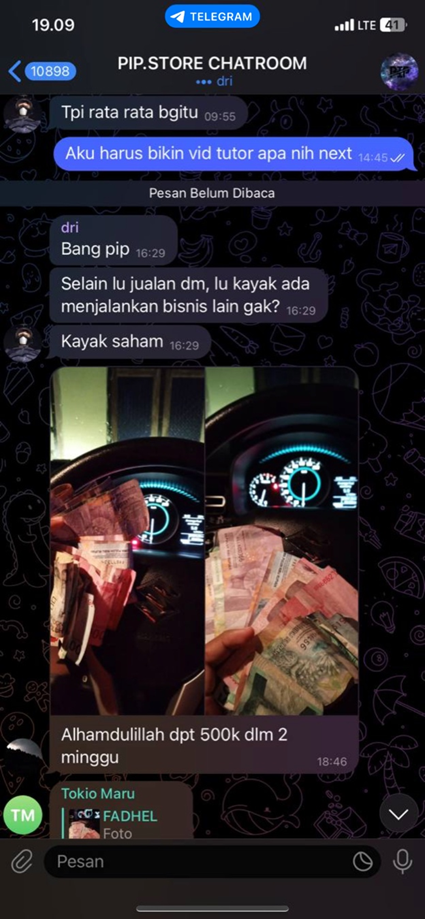 19.09
TELEGRAM
LTE 41
10898
PIP.STORE CHATROOM
dri
Tpi rata rata bgitu 09:55
Aku harus bikin vid tutor apa nih next 14:45
Pesan Belum Dibaca
dri
Bang pip 16:29
Selain lu jualan dm, lu kayak ada
menjalankan bisnis lain gak? 16:29
Kayak saham 16:29
Alhamdulillah dpt 500k dlm 2
minggu 18:46
Tokio Maru
TM
FADHEL
Foto
Pesan